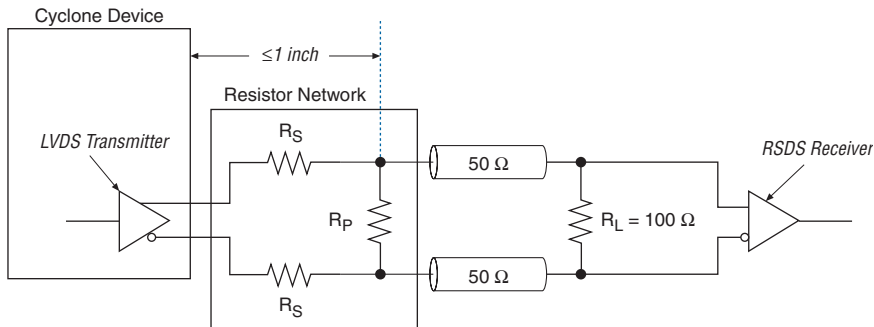 Cyclone Device
≤1 inch
Resistor Network
LVDS Transmitter
R_S
50 Ω
RSDS Receiver
R_P
R_L = 100 Ω
50 Ω
R_S